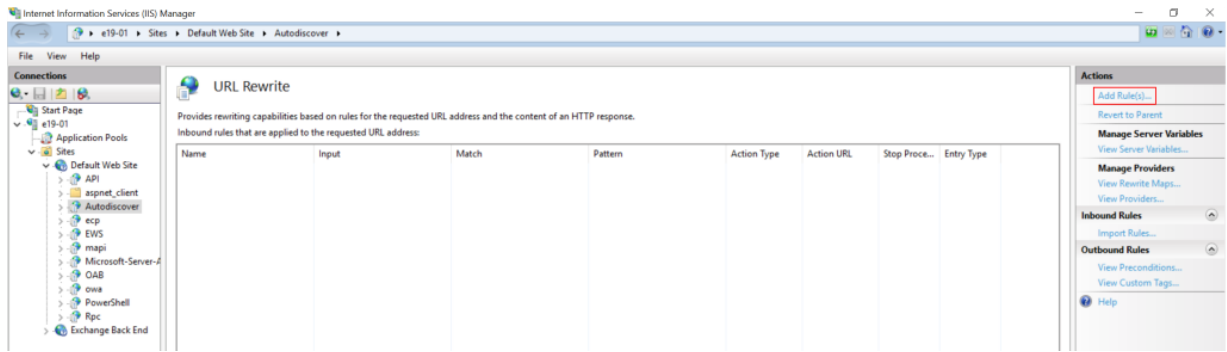 Internet Information Services (IIS) Manager
e19-01 Sites Default Web Site Autodiscover
File View Help
Connections
Start Page
e19-01
Application Pools
Sites
Default Web Site
API
aspnet_client
Autodiscover
ecp
EWS
mapi
Microsoft-Server-A
OAB
owa
PowerShell
Rpc
Exchange Back End
URL Rewrite
Provides rewriting capabilities based on rules for the requested URL address and the content of an HTTP response.
Inbound rules that are applied to the requested URL address:
Name Input Match Pattern Action Type Action URL Stop Proce... Entry Type
Actions
Add Rule(s)...
Revert to Parent
Manage Server Variables
View Server Variables...
Manage Providers
View Rewrite Maps...
View Providers...
Inbound Rules
Import Rules...
Outbound Rules
View Preconditions...
View Custom Tags...
Help